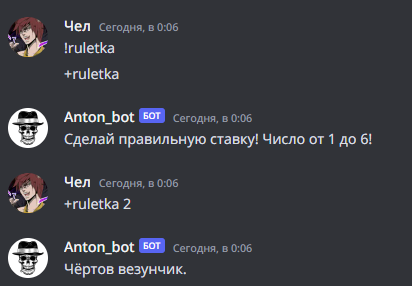 Чел Сегодня, в 0:06
!ruletka
+ruletka
Anton_bot БОТ Сегодня, в 0:06
Сделай правильную ставку! Число от 1 до 6!
Чел Сегодня, в 0:06
+ruletka 2
Anton_bot БОТ Сегодня, в 0:06
Чёртов везунчик.